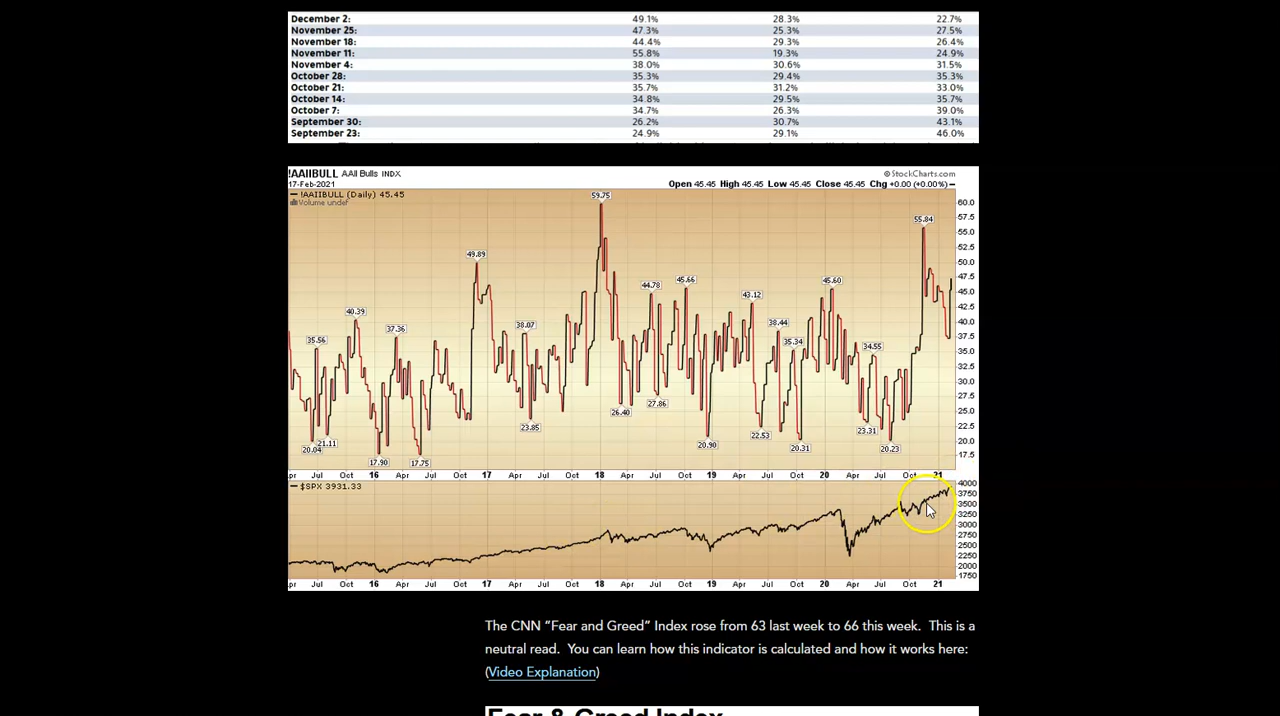 December 2: 49.1% 28.3% 22.7%
November 25: 47.3% 25.3% 27.5%
November 18: 44.4% 29.3% 26.4%
November 11: 55.8% 19.3% 24.9%
November 4: 38.0% 30.6% 31.5%
October 28: 35.3% 29.4% 35.3%
October 21: 35.7% 31.2% 33.0%
October 14: 34.8% 29.5% 35.7%
October 7: 34.7% 26.3% 39.0%
September 30: 26.2% 30.7% 43.1%
September 23: 24.9% 29.1% 46.0%
!AAIIBULL AAII Bulls INDX © StockCharts.com
17-Feb-2021 Open 45.45 High 45.45 Low 45.45 Close 45.45 Chg +0.00 (+0.00%)
!AAIIBULL (Daily) 45.45
Volume undef
59.75
55.84
49.89
45.66
45.60
44.78
43.12
40.39
38.44
38.07
37.36
35.56
35.34
34.55
27.86
26.40
23.85
23.31
22.53
21.11
20.90
20.31
20.23
20.04
17.90
17.75
60.0
57.5
55.0
52.5
50.0
47.5
45.0
42.5
40.0
37.5
35.0
32.5
30.0
27.5
25.0
22.5
20.0
17.5
pr Jul Oct 16 Apr Jul Oct 17 Apr Jul Oct 18 Apr Jul Oct 19 Apr Jul Oct 20 Apr Jul Oct 21
$SPX 3931.33
4000
3750
3500
3250
3000
2750
2500
2250
2000
1750
pr Jul Oct 16 Apr Jul Oct 17 Apr Jul Oct 18 Apr Jul Oct 19 Apr Jul Oct 20 Apr Jul Oct 21
The CNN “Fear and Greed” Index rose from 63 last week to 66 this week. This is a
neutral read. You can learn how this indicator is calculated and how it works here:
(Video Explanation)
Fear & Greed Index